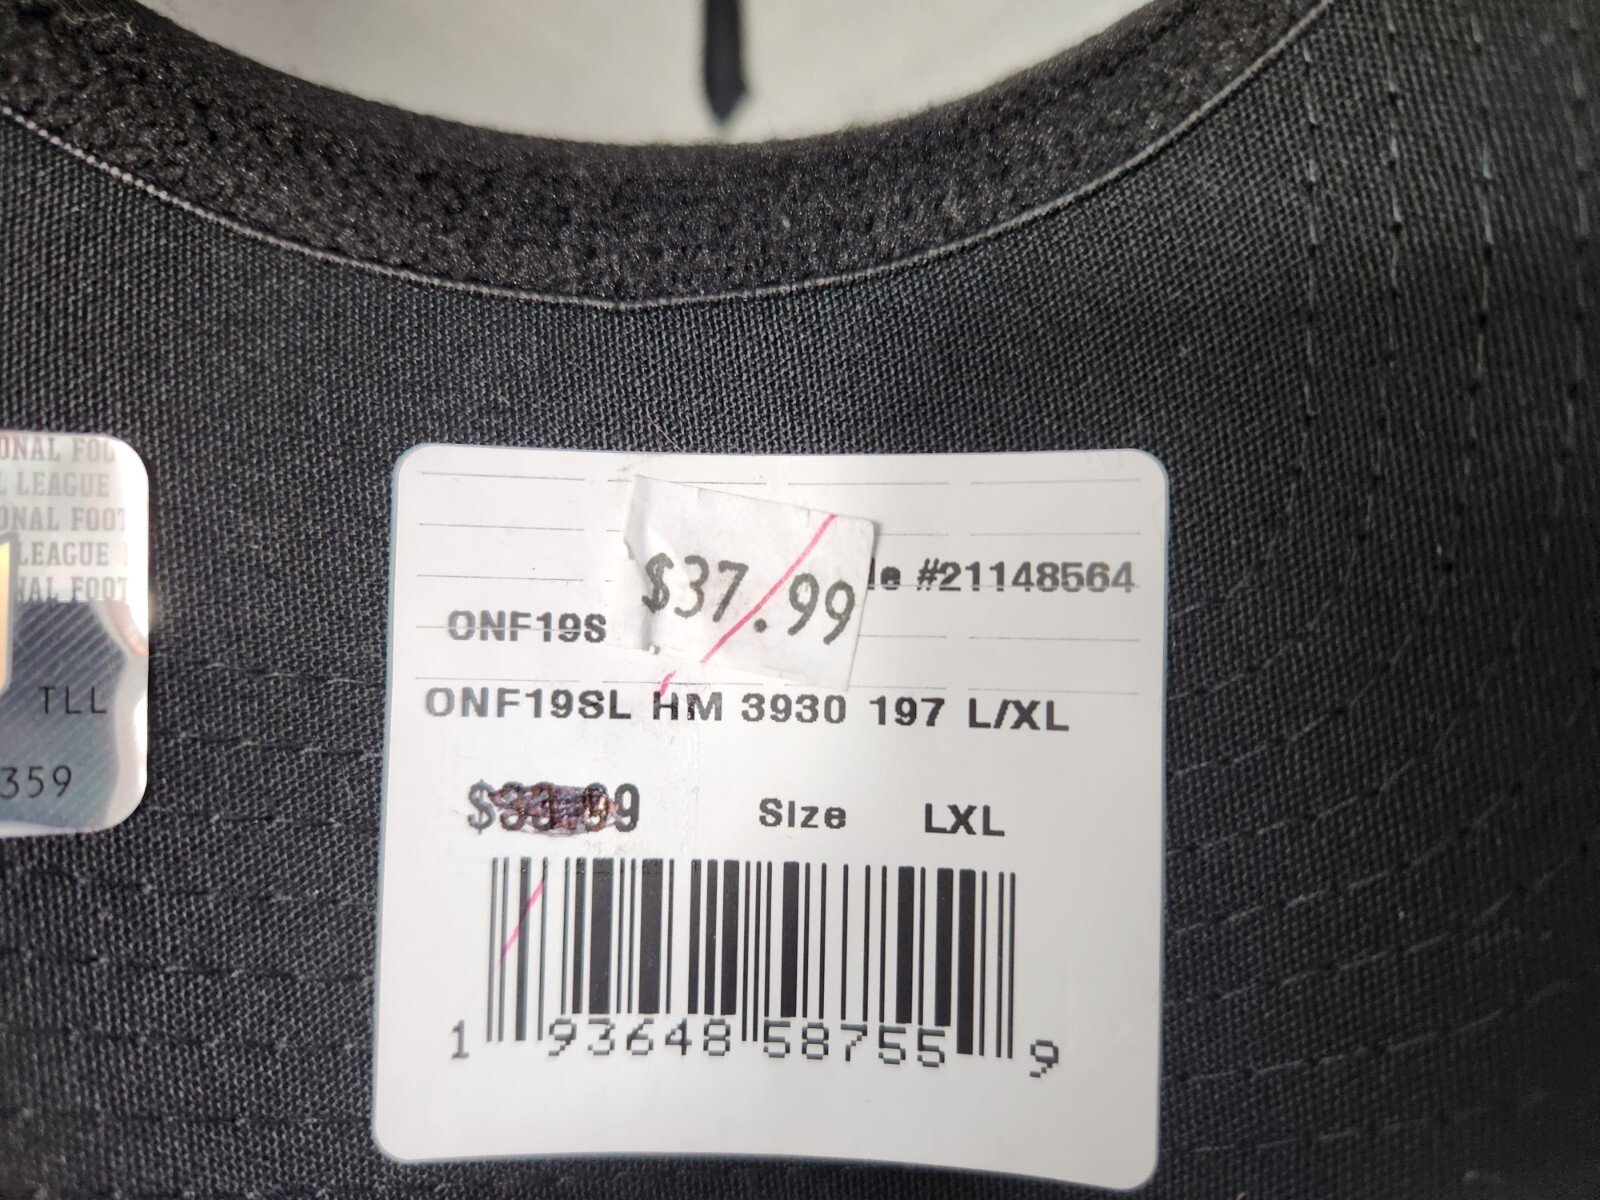 ONAL FOO
L LEAGUE
ONAL FOOT
LEAGUE
NAL FOOT
TLL
359
$37.99
le #21148564
ONF19S
ONF19SL HM 3930 197 L/XL
Size LXL
1 93648 58755 9